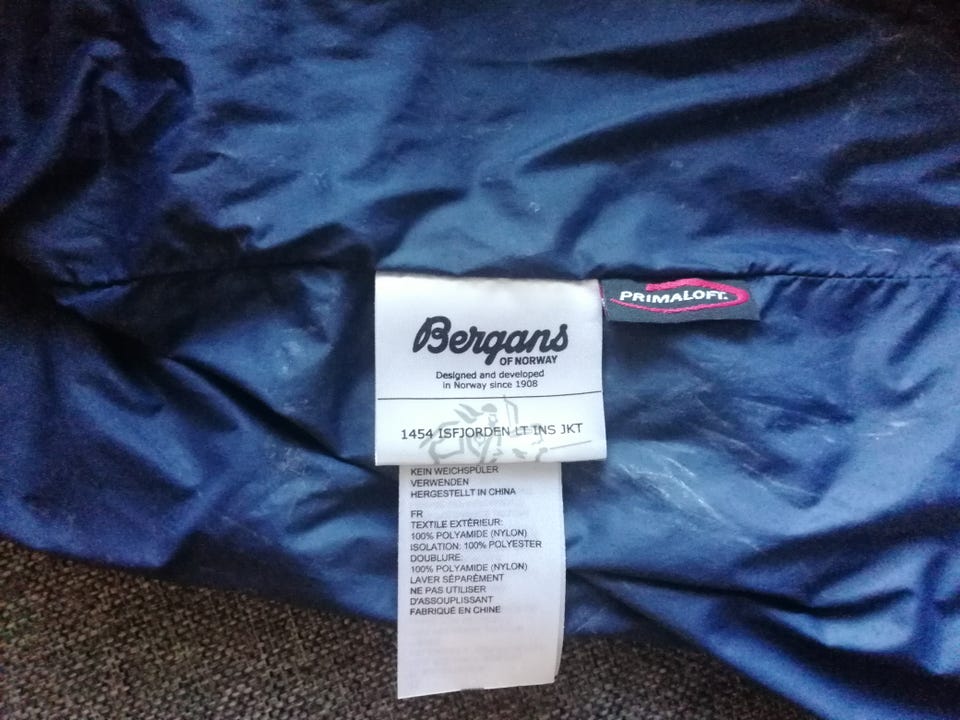 Bergans
OF NORWAY
Designed and developed
in Norway since 1908
PRIMALOFT.
1454 ISFJORDEN LT INS JKT
KEIN WEICHSPÜLER
VERWENDEN
HERGESTELLT IN CHINA
FR
TEXTILE EXTÉRIEUR:
100% POLYAMIDE (NYLON)
ISOLATION: 100% POLYESTER
DOUBLURE:
100% POLYAMIDE (NYLON)
LAVER SÉPARÉMENT
NE PAS UTILISER
D'ASSOUPLISSANT
FABRIQUÉ EN CHINE